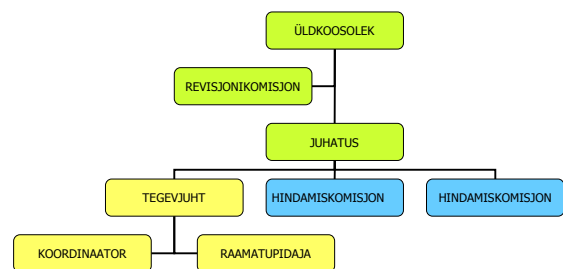 ÜLDKOOSOLEK
REVISJONIKOMISJON
JUHATUS
TEGEVJUHT
HINDAMISKOMISJON
HINDAMISKOMISJON
KOORDINAATOR
RAAMATUPIDAJA